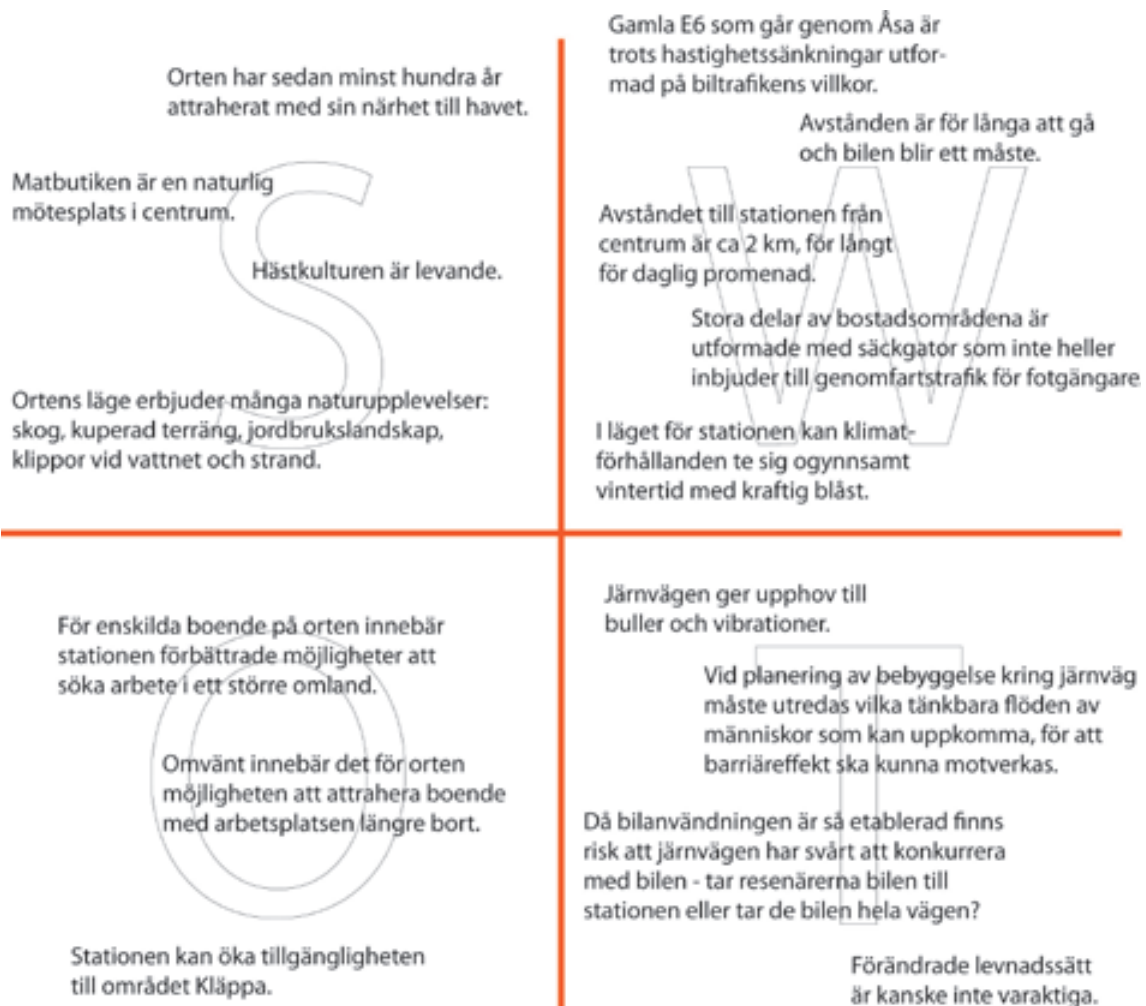 Orten har sedan minst hundra år
attraherat med sin närhet till havet.
Matbutiken är en naturlig
mötesplats i centrum.
Hästkulturen är levande.
Ortens läge erbjuder många naturupplevelser:
skog, kuperad terräng, jordbrukslandskap,
klippor vid vattnet och strand.
S
Gamla E6 som går genom Åsa är
trots hastighetssänkningar utfor-
mad på biltrafikens villkor.
Avstånden är för långa att gå
och bilen blir ett måste.
Avståndet till stationen från
centrum är ca 2 km, för långt
för daglig promenad.
Stora delar av bostadsområdena är
utformade med säckgator som inte heller
inbjuder till genomfartstrafik för fotgängare
I läget för stationen kan klimat-
förhållanden te sig ogynnsamt
vintertid med kraftig blåst.
W
För enskilda boende på orten innebär
stationen förbättrade möjligheter att
söka arbete i ett större omland.
Omvänt innebär det för orten
möjligheten att attrahera boende
med arbetsplatsen längre bort.
Stationen kan öka tillgängligheten
till området Kläppa.
O
Järnvägen ger upphov till
buller och vibrationer.
Vid planering av bebyggelse kring järnväg
måste utredas vilka tänkbara flöden av
människor som kan uppkomma, för att
barriäreffekt ska kunna motverkas.
Då bilanvändningen är så etablerad finns
risk att järnvägen har svårt att konkurrera
med bilen - tar resenärerna bilen till
stationen eller tar de bilen hela vägen?
Förändrade levnadssätt
är kanske inte varaktiga.
T